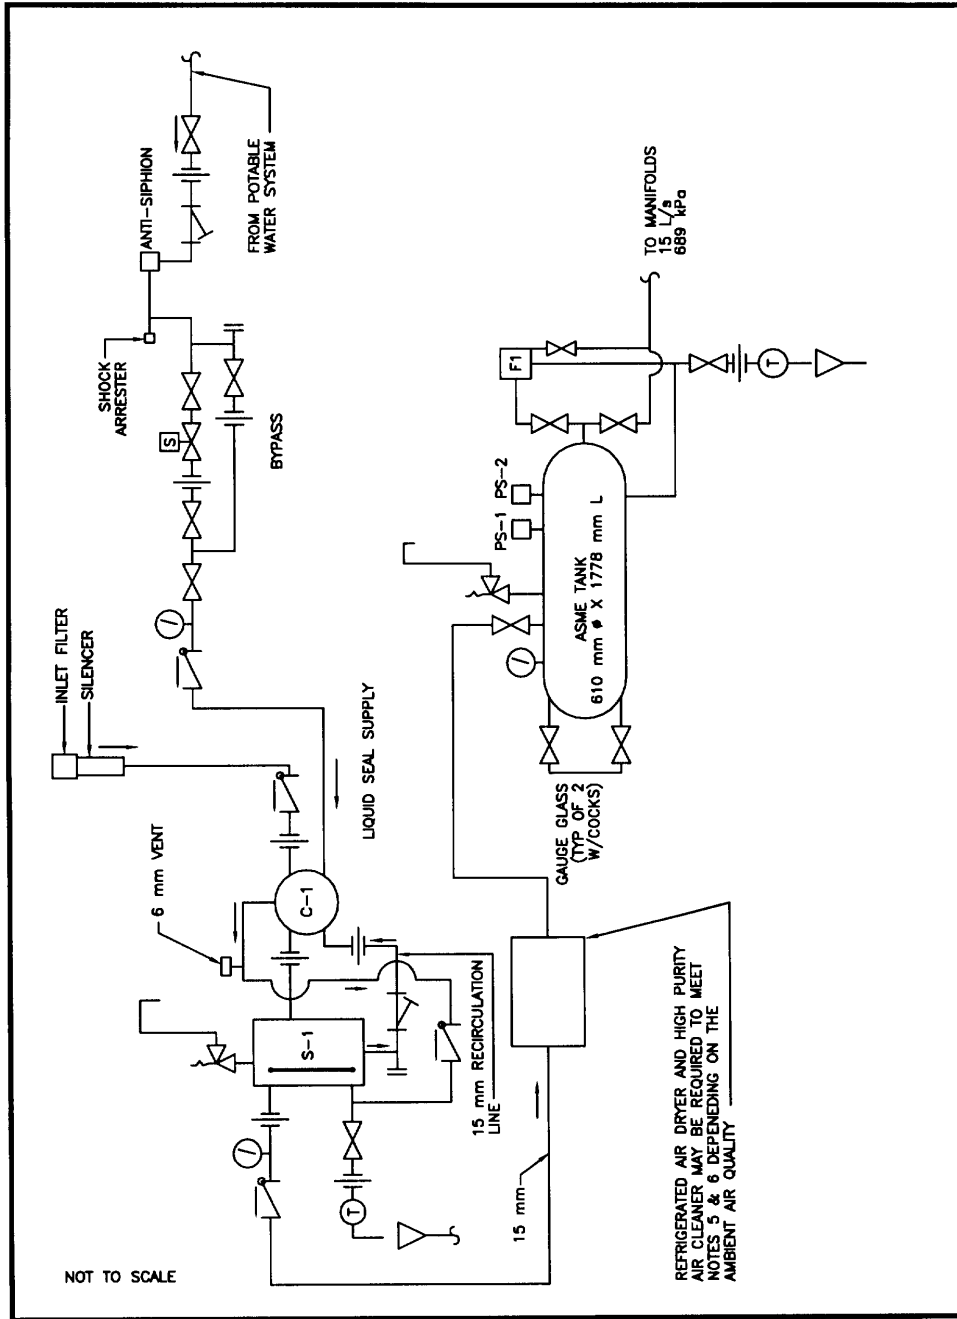 NOT TO SCALE
6 mm VENT
INLET FILTER
SILENCER
SHOCK
ARRESTER
ANTI-SIPHION
FROM POTABLE
WATER SYSTEM
S
BYPASS
LIQUID SEAL SUPPLY
C-1
S-1
T
15 mm RECIRCULATION
LINE
15 mm
REFRIGERATED AIR DRYER AND HIGH PURITY
AIR CLEANER MAY BE REQUIRED TO MEET
NOTES 5 & 6 DEPENEDING ON THE
AMBIENT AIR QUALITY
GAUGE GLASS
(TYP OF 2
W/COCKS)
PS-1 PS-2
ASME TANK
610 mm ø X 1778 mm L
F1
TO MANIFOLDS
15 L/s
689 kPa
T